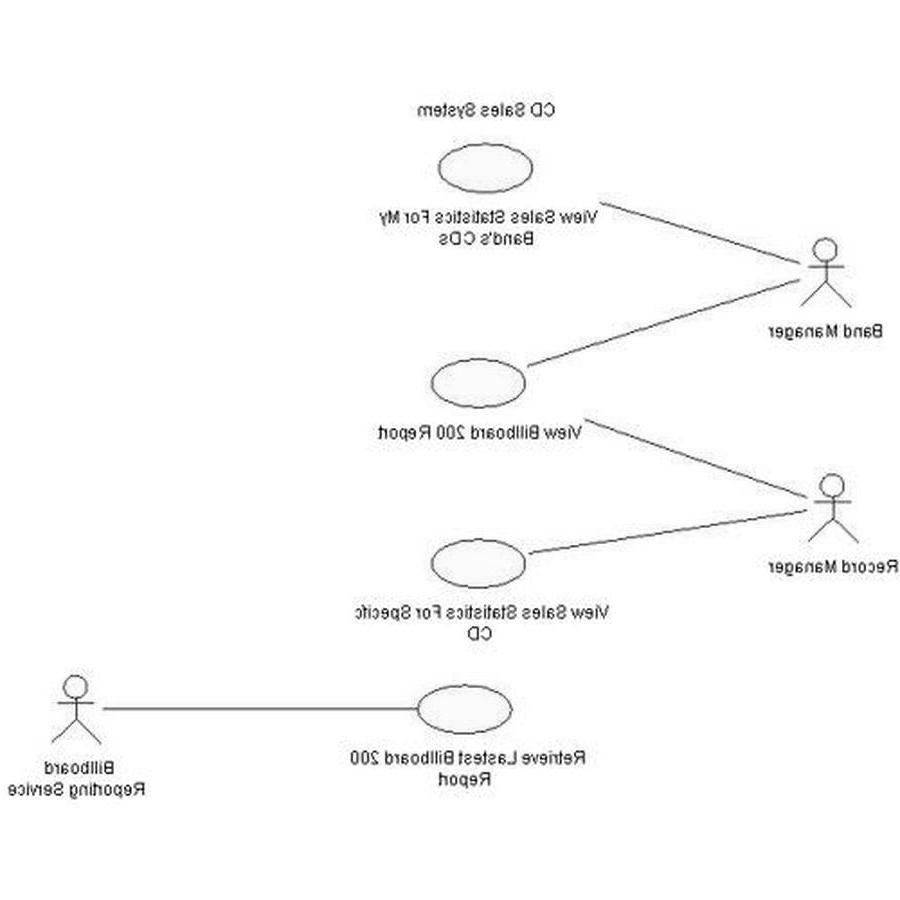 CD Sales System
View Sales Statistics For My
Band's CDs
Band Manager
View Billboard 200 Report
Record Manager
View Sales Statistics For Specifc
CD
Retrieve Lastest Billboard 200
Report
Billboard
Reporting Service